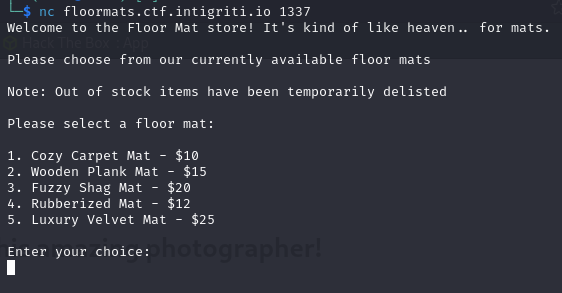 $ nc floormats.ctf.intigriti.io 1337
Welcome to the Floor Mat store! It's kind of like heaven.. for mats.
Please choose from our currently available floor mats
Note: Out of stock items have been temporarily delisted
Please select a floor mat:
1. Cozy Carpet Mat - $10
2. Wooden Plank Mat - $15
3. Fuzzy Shag Mat - $20
4. Rubberized Mat - $12
5. Luxury Velvet Mat - $25
Enter your choice:
amazing photographer!